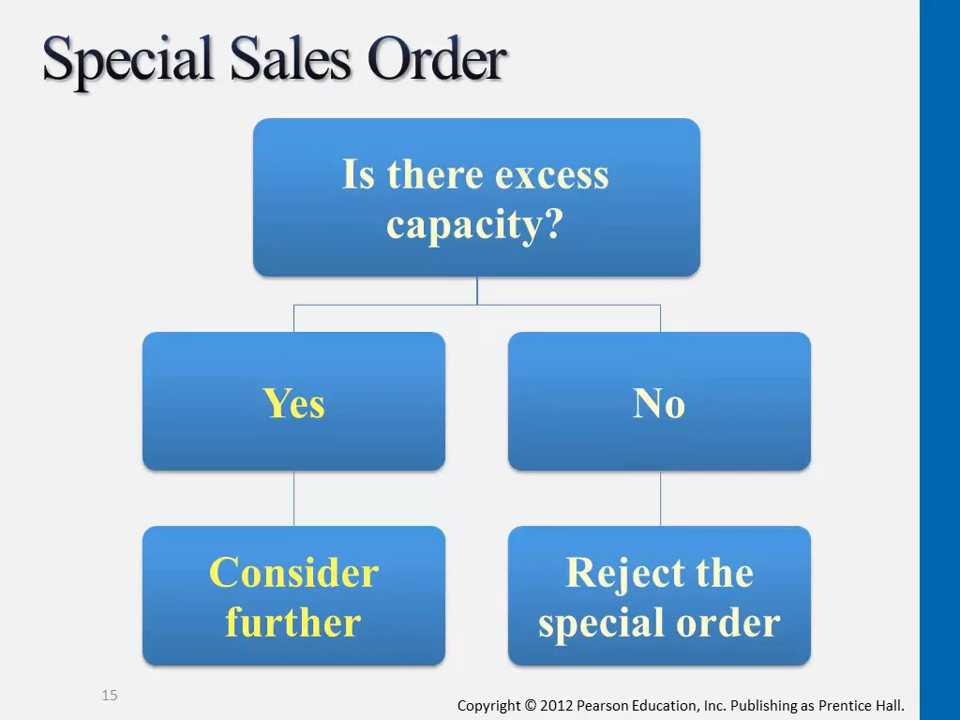 Special Sales Order
Is there excess
capacity?
Yes
No
Consider
further
Reject the
special order
15
Copyright © 2012 Pearson Education, Inc. Publishing as Prentice Hall.